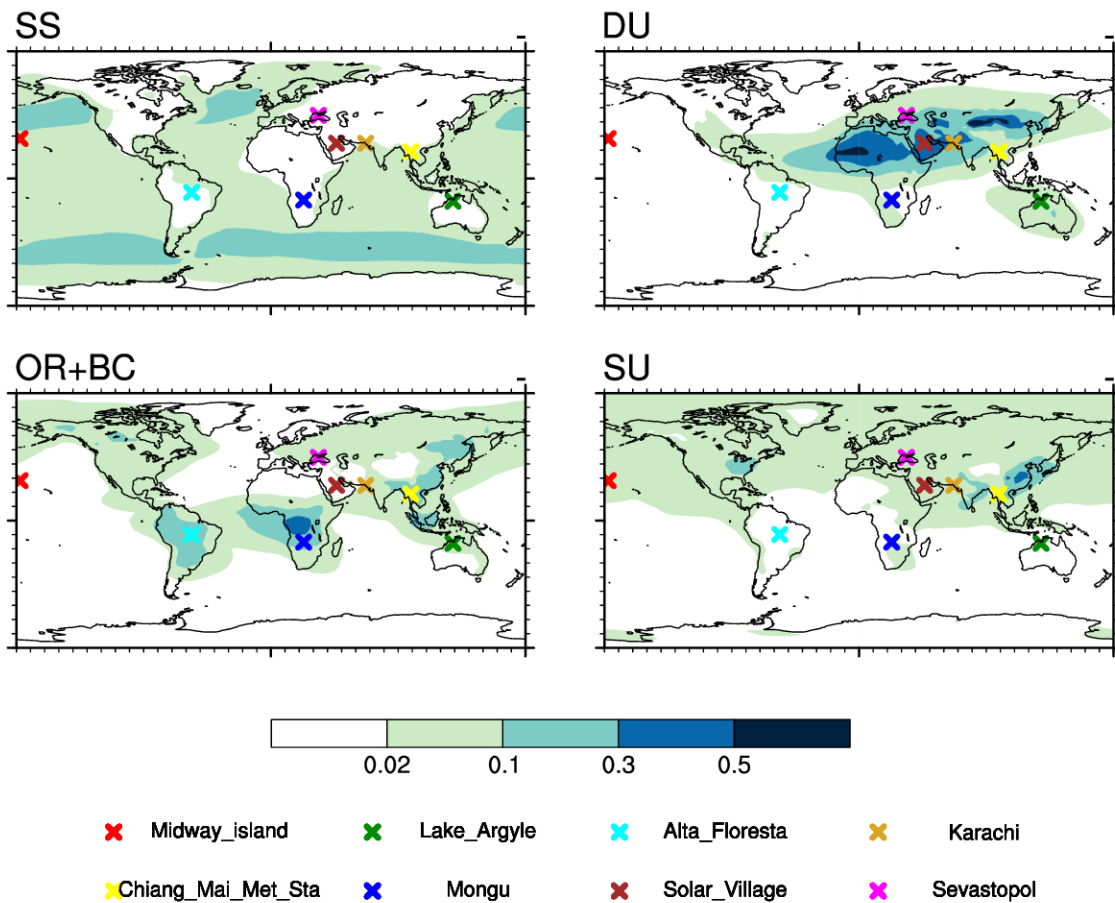 SS DU
- -
OR+BC SU
- -
0.02 0.1 0.3 0.5
Midway_island Lake_Argyle Alta_Floresta Karachi
Chiang_Mai_Met_Sta Mongu Solar_Village Sevastopol